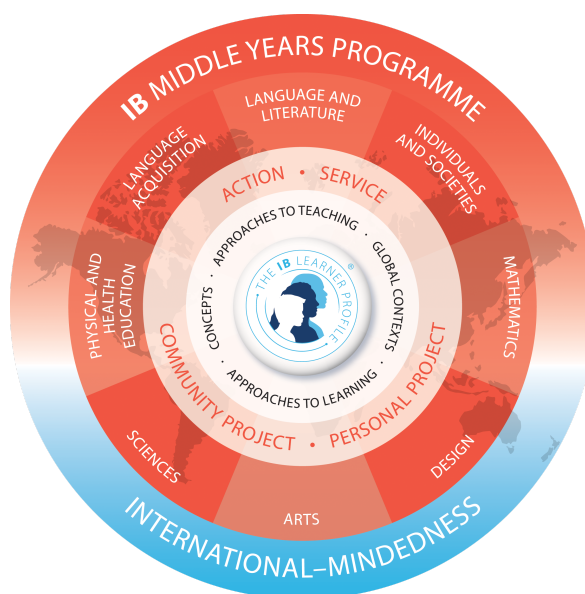 IB MIDDLE YEARS PROGRAMME
LANGUAGE AND
LITERATURE
INDIVIDUALS
AND SOCIETIES
MATHEMATICS
DESIGN
ARTS
SCIENCES
PHYSICAL AND
HEALTH
EDUCATION
LANGUAGE
ACQUISITION
ACTION • SERVICE
COMMUNITY PROJECT • PERSONAL PROJECT
APPROACHES TO TEACHING · GLOBAL CONTEXTS · APPROACHES TO LEARNING · CONCEPTS ·
· THE IB LEARNER PROFILE · ®
INTERNATIONAL–MINDEDNESS